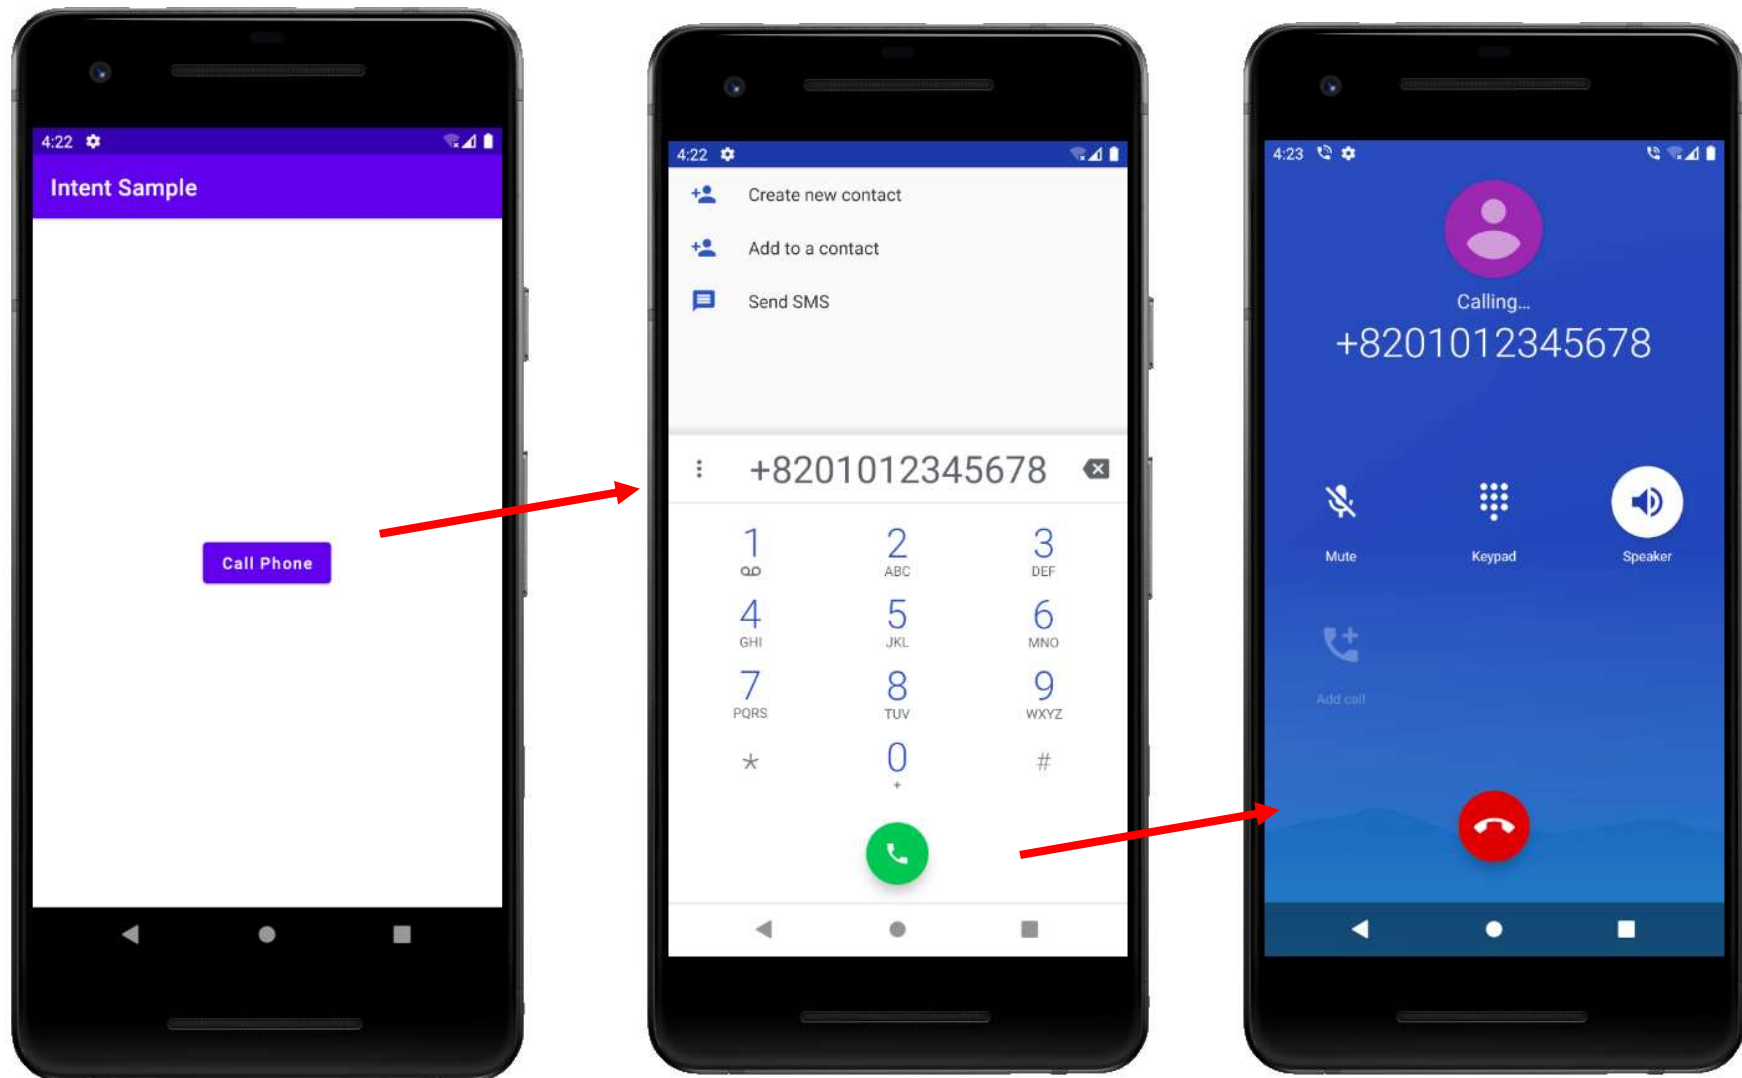 4:22
Intent Sample
Call Phone
4:22
Create new contact
Add to a contact
Send SMS
+8201012345678
1 2 3
ABC DEF
4 5 6
GHI JKL MNO
7 8 9
PQRS TUV WXYZ
* 0 #
+
4:23
Calling...
+8201012345678
Mute Keypad Speaker
Add call